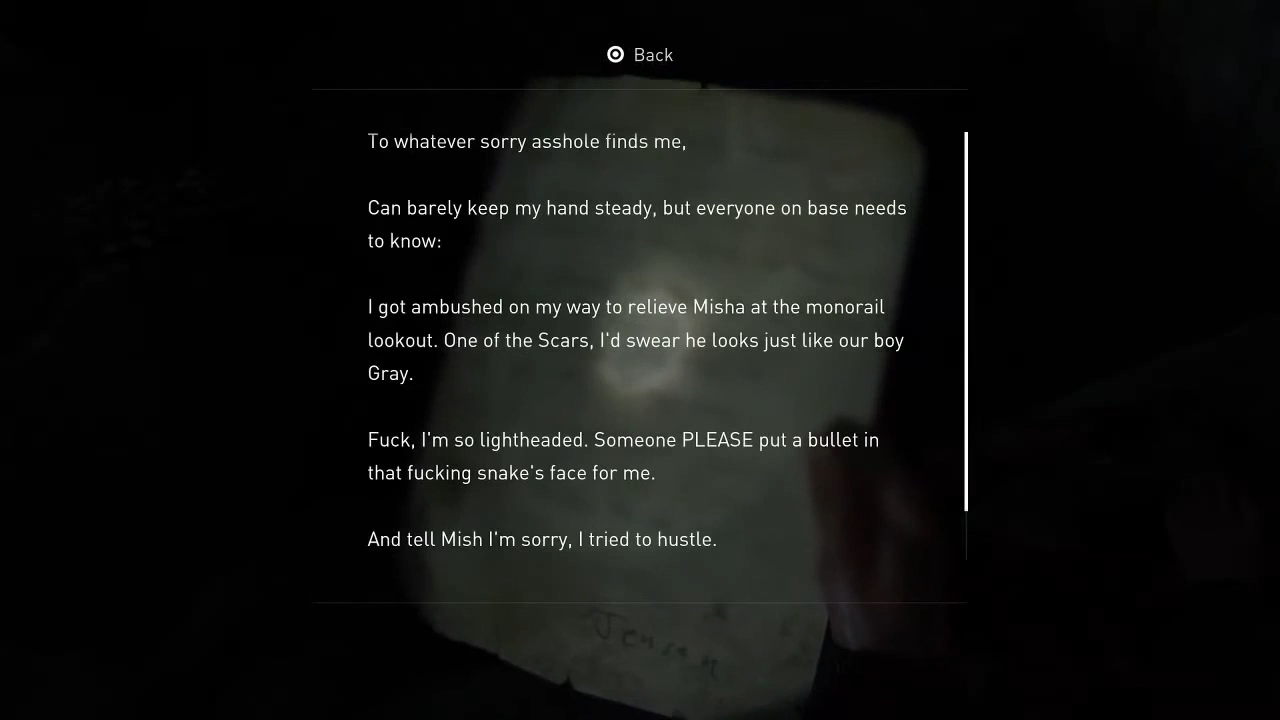 Back
To whatever sorry asshole finds me,
Can barely keep my hand steady, but everyone on base needs
to know:
I got ambushed on my way to relieve Misha at the monorail
lookout. One of the Scars, I'd swear he looks just like our boy
Gray.
Fuck, I'm so lightheaded. Someone PLEASE put a bullet in
that fucking snake's face for me.
And tell Mish I'm sorry, I tried to hustle.
Jensen